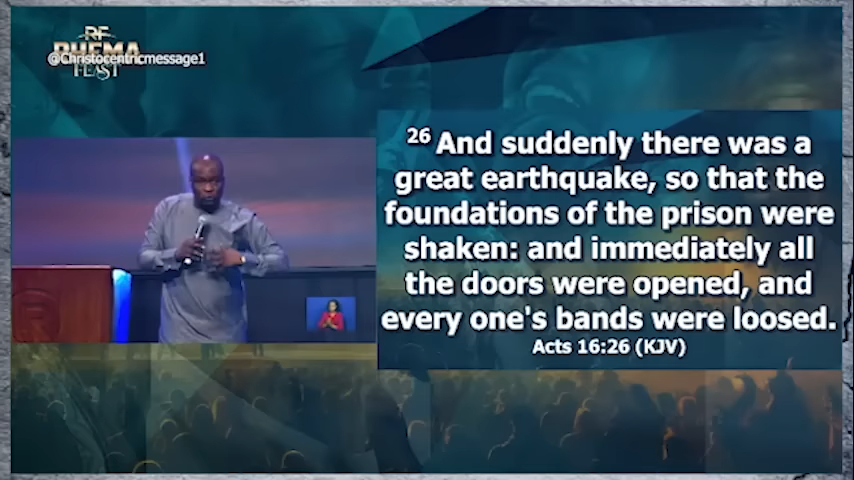 RF
RHEMA
@Christocentricmessage1
FEAST
26 And suddenly there was a
great earthquake, so that the
foundations of the prison were
shaken: and immediately all
the doors were opened, and
every one's bands were loosed.
Acts 16:26 (KJV)